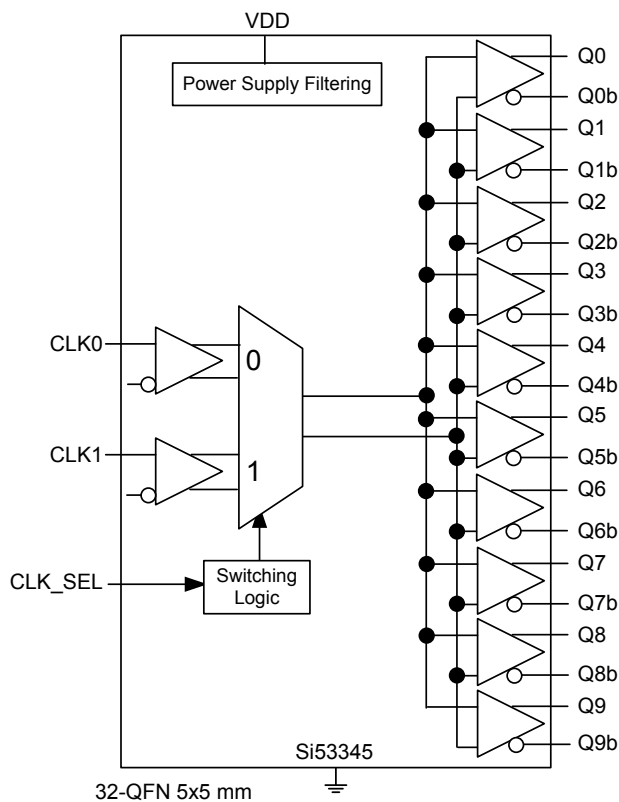 VDD
Power Supply Filtering
Q0
Q0b
Q1
Q1b
Q2
Q2b
Q3
Q3b
CLK0
0
Q4
Q4b
Q5
CLK1
1
Q5b
Q6
Q6b
CLK_SEL
Switching
Logic
Q7
Q7b
Q8
Q8b
Q9
Q9b
Si53345
32-QFN 5x5 mm